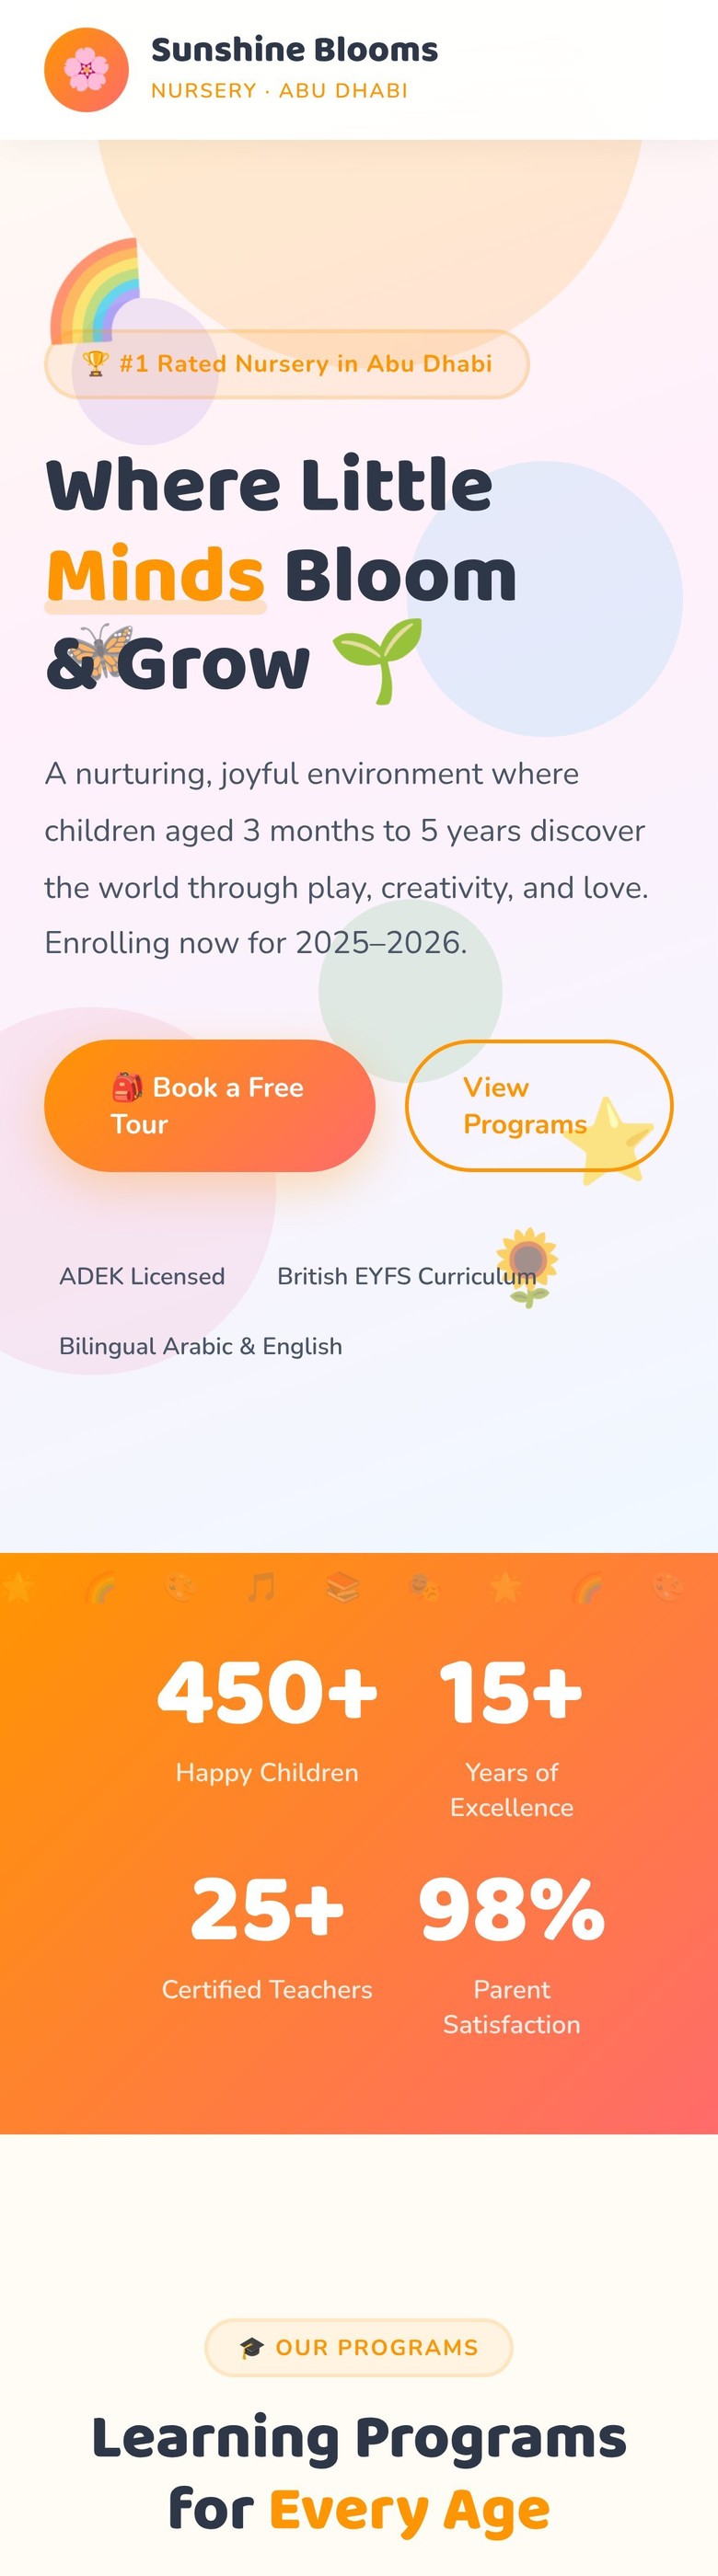 Sunshine Blooms
NURSERY · ABU DHABI
🏆 #1 Rated Nursery in Abu Dhabi
Where Little
Minds Bloom
& Grow 🌱
A nurturing, joyful environment where
children aged 3 months to 5 years discover
the world through play, creativity, and love.
Enrolling now for 2025–2026.
🎒 Book a Free
Tour
View
Programs
ADEK Licensed
British EYFS Curriculum
Bilingual Arabic & English
450+
Happy Children
15+
Years of
Excellence
25+
Certified Teachers
98%
Parent
Satisfaction
🎓 OUR PROGRAMS
Learning Programs
for Every Age